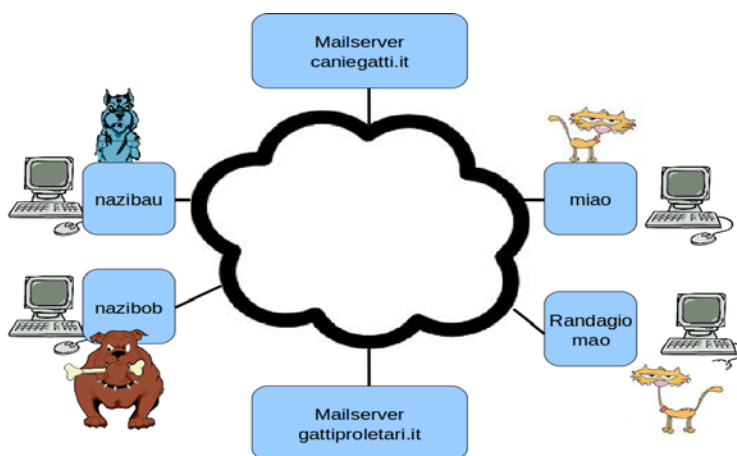 Mailserver
caniegatti.it
nazibau
miao
nazibob
Randagio
mao
Mailserver
gattiproletari.it